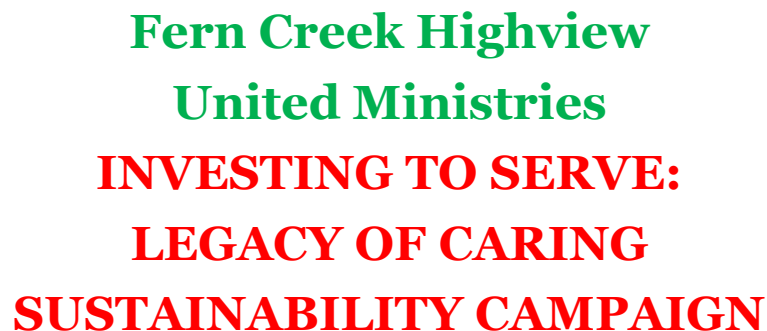 Fern Creek Highview
United Ministries
INVESTING TO SERVE:
LEGACY OF CARING
SUSTAINABILITY CAMPAIGN